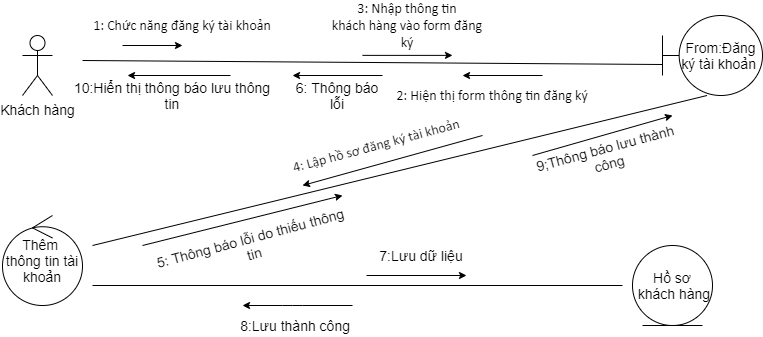 1: Chức năng đăng ký tài khoản
3: Nhập thông tin
khách hàng vào form đăng
ký
From:Đăng
ký tài khoản
Khách hàng
10:Hiển thị thông báo lưu thông
tin
6: Thông báo
lỗi
2: Hiện thị form thông tin đăng ký
4: Lập hồ sơ đăng ký tài khoản
9;Thông báo lưu thành
công
5: Thông báo lỗi do thiếu thông
tin
Thêm
thông tin tài
khoản
7:Lưu dữ liệu
Hồ sơ
khách hàng
8:Lưu thành công